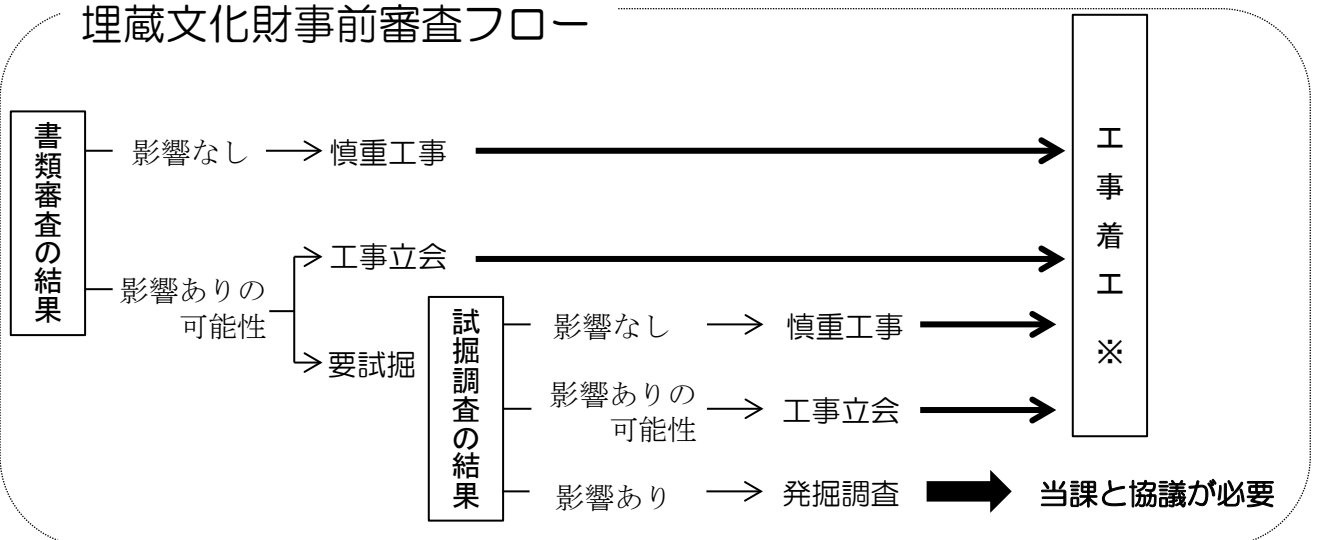 埋蔵文化財事前審査フロー
書類審査の結果
影響なし
慎重工事
影響ありの
可能性
工事立会
要試掘
試掘調査の結果
影響なし
慎重工事
影響ありの
可能性
工事立会
影響あり
発掘調査
当課と協議が必要
工事着工 ※